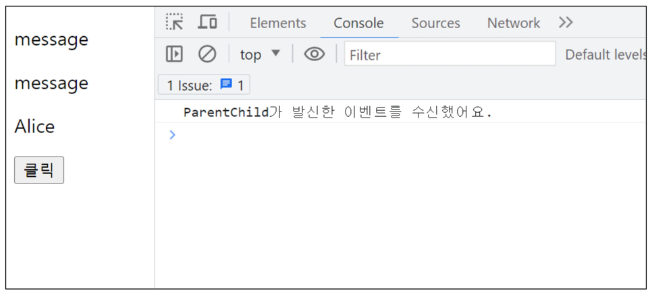 message
message
Alice
클릭
Elements Console Sources Network
top ▼ Filter Default levels
1 Issue: 1
ParentChild가 발신한 이벤트를 수신했어요.